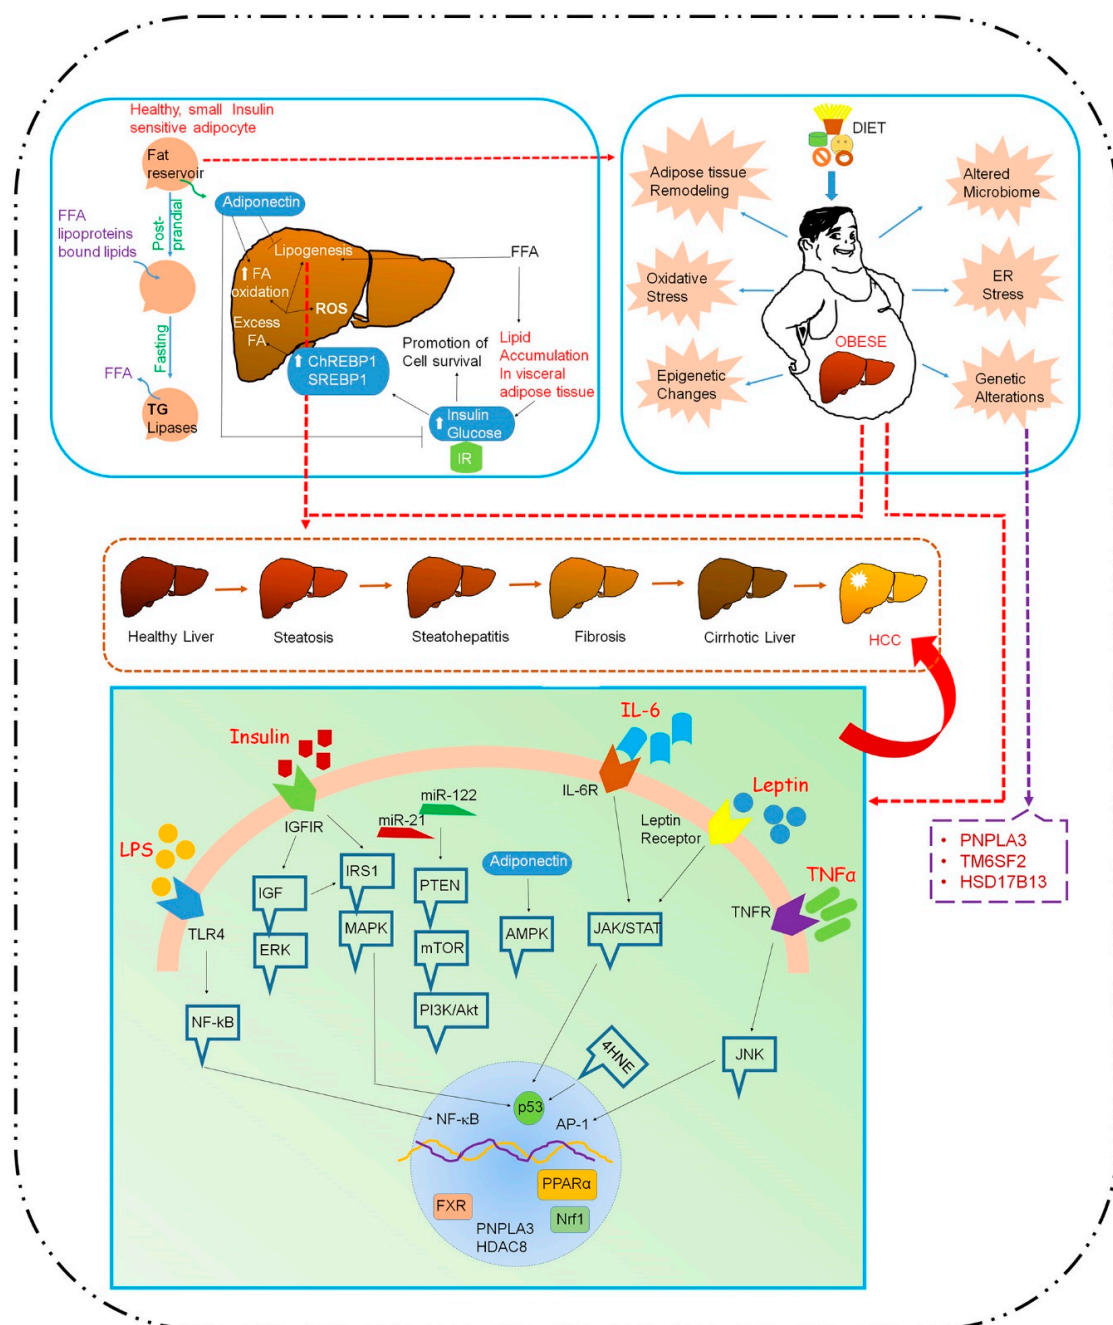 Healthy, small Insulin
sensitive adipocyte
Fat
reservoir
FFA
lipoproteins
bound lipids
Post-
prandial
Fasting
FFA
TG
Lipases
Adiponectin
Lipogenesis
FA
oxidation
ROS
Excess
FA
ChREBP1
SREBP1
FFA
Promotion of
Cell survival
Lipid
Accumulation
In visceral
adipose tissue
Insulin
Glucose
IR
DIET
Adipose tissue
Remodeling
Altered
Microbiome
Oxidative
Stress
ER
Stress
OBESE
Epigenetic
Changes
Genetic
Alterations
Healthy Liver
Steatosis
Steatohepatitis
Fibrosis
Cirrhotic Liver
HCC
Insulin
IL-6
IL-6R
Leptin
Leptin
Receptor
LPS
TLR4
IGFIR
miR-122
miR-21
TNFα
TNFR
IGF
ERK
IRS1
MAPK
PTEN
mTOR
PI3K/Akt
Adiponectin
AMPK
JAK/STAT
NF-kB
4HNE
JNK
NF-κB
p53
AP-1
PPARα
FXR
Nrf1
PNPLA3
HDAC8
• PNPLA3
• TM6SF2
• HSD17B13